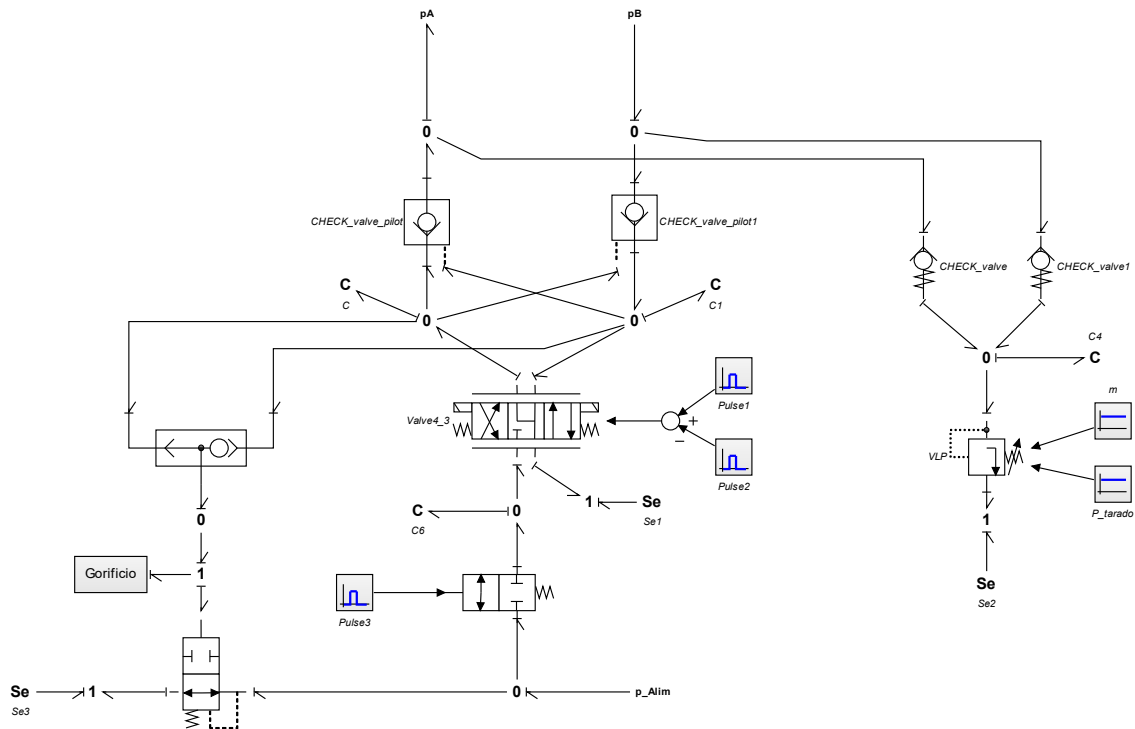 pA pB
0 0
CHECK_valve_pilot CHECK_valve_pilot1
CHECK_valve CHECK_valve1
C C
C 0 0 C1
C4
0 C
Pulse1 m
Valve4_3 +
−
Pulse2 VLP
P_tarado
C 0 1 Se
C6 Se1
0 1
Gorificio 1 Se
Se2
Pulse3
Se 1 0 p_Alim
Se3